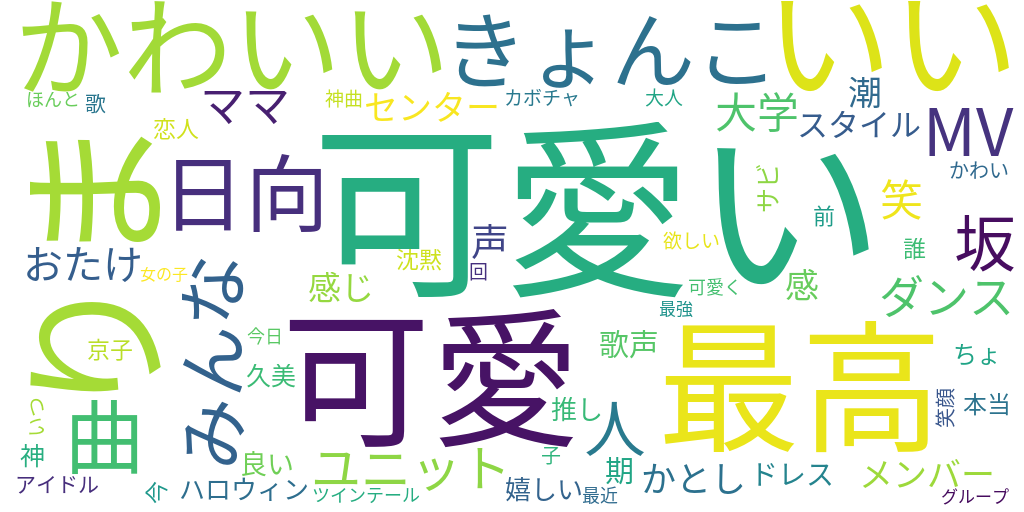 かわいい
きょんこ
いい
ほんと
歌
ママ
神曲
センター
カボチャ
大人
大学
潮
スタイル
MV
恋人
まり
日向
可愛い
サビ
前
笑
かわい
おたけ
女の子
みんな
沈黙
声
回
欲しい
誰
坂
感じ
可愛く
感
ダンス
最強
京子
今日
久美
可愛
歌声
最高
ちょ
こい
曲
推し
人
笑顔
本当
神
良い
ユニット
子
期
かとし
ドレス
メンバー
アイドル
今
ハロウィン
ツインテール
嬉しい
最近
グループ